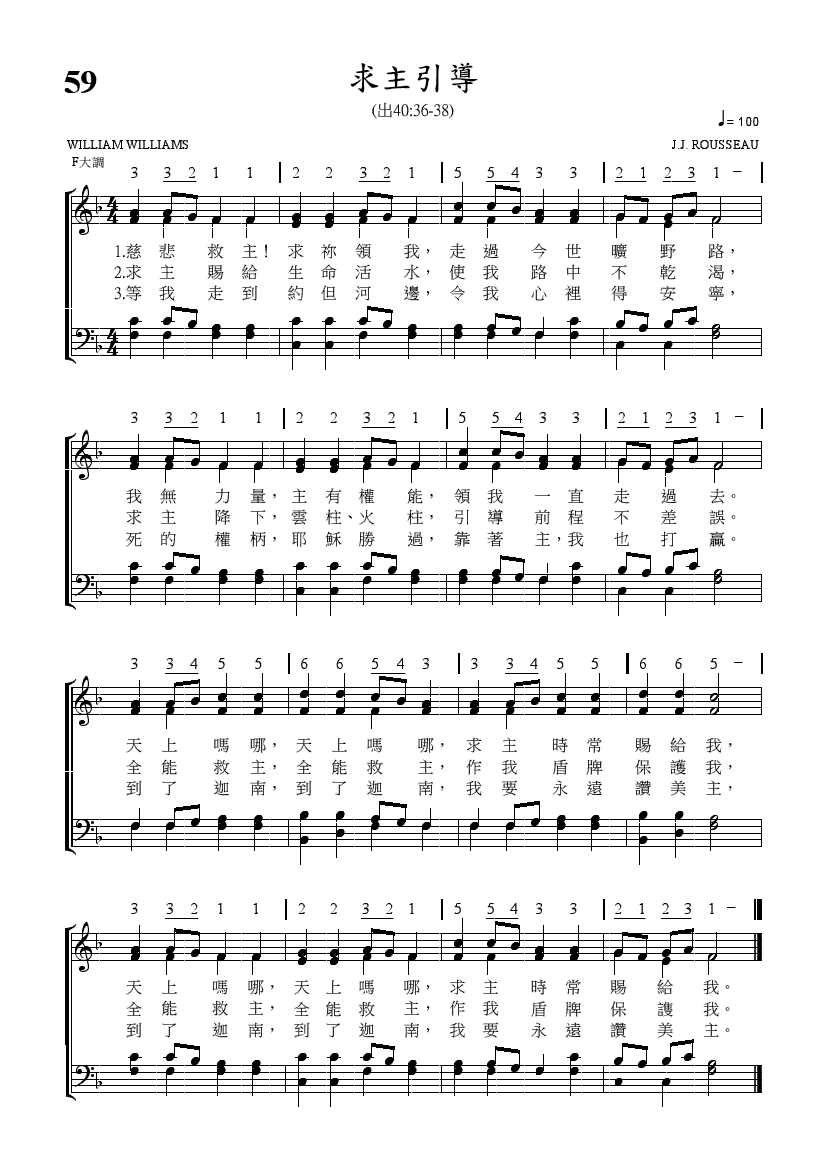 59
求主引導
(出40:36-38)
♩= 100
WILLIAM WILLIAMS J.J. ROUSSEAU
F大調
3 3 2 1 1 | 2 2 3 2 1 | 5 5 4 3 3 | 2 1 2 3 1 – |
4 4
1.慈悲救主！求祢領我，走過今世曠野路，
2.求主賜給生命活水，使我路中不乾渴，
3.等我走到約但河邊，令我心裡得安寧，
4 4
3 3 2 1 1 | 2 2 3 2 1 | 5 5 4 3 3 | 2 1 2 3 1 – |
我無力量，主有權能，領我一直走過去。
求主降下，雲柱、火柱，引導前程不差誤。
死的權柄，耶穌勝過，靠著主，我也打贏。
3 3 4 5 5 | 6 6 5 4 3 | 3 3 4 5 5 | 6 6 5 – |
天上嗎哪，天上嗎哪，求主時常賜給我，
全能救主，全能救主，作我盾牌保護我，
到了迦南，到了迦南，我要永遠讚美主，
3 3 2 1 1 | 2 2 3 2 1 | 5 5 4 3 3 | 2 1 2 3 1 – ‖
天上嗎哪，天上嗎哪，求主時常賜給我。
全能救主，全能救主，作我盾牌保護我。
到了迦南，到了迦南，我要永遠讚美主。